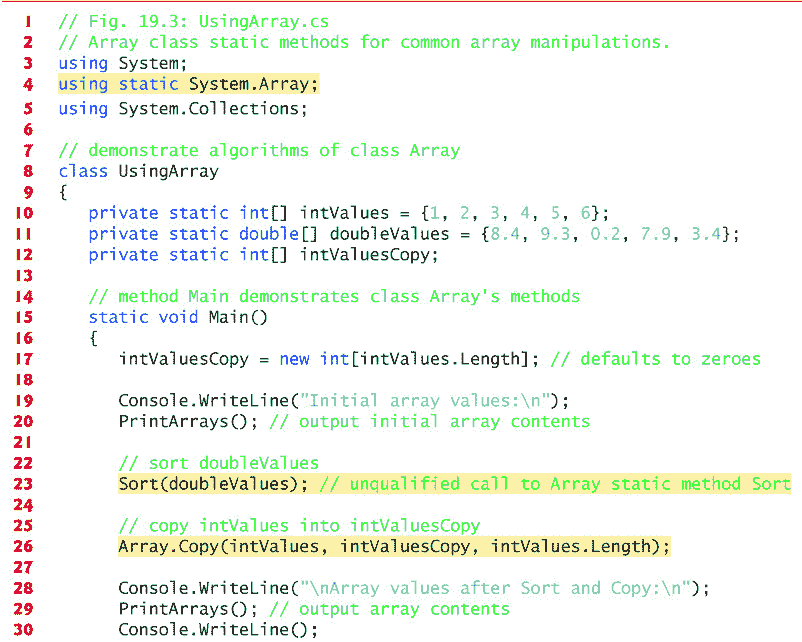 1 // Fig. 19.3: UsingArray.cs
2 // Array class static methods for common array manipulations.
3 using System;
4 using static System.Array;
5 using System.Collections;
6
7 // demonstrate algorithms of class Array
8 class UsingArray
9 {
10 private static int[] intValues = {1, 2, 3, 4, 5, 6};
11 private static double[] doubleValues = {8.4, 9.3, 0.2, 7.9, 3.4};
12 private static int[] intValuesCopy;
13
14 // method Main demonstrates class Array's methods
15 static void Main()
16 {
17 intValuesCopy = new int[intValues.Length]; // defaults to zeroes
18
19 Console.WriteLine("Initial array values:\n");
20 PrintArrays(); // output initial array contents
21
22 // sort doubleValues
23 Sort(doubleValues); // unqualified call to Array static method Sort
24
25 // copy intValues into intValuesCopy
26 Array.Copy(intValues, intValuesCopy, intValues.Length);
27
28 Console.WriteLine("\nArray values after Sort and Copy:\n");
29 PrintArrays(); // output array contents
30 Console.WriteLine();